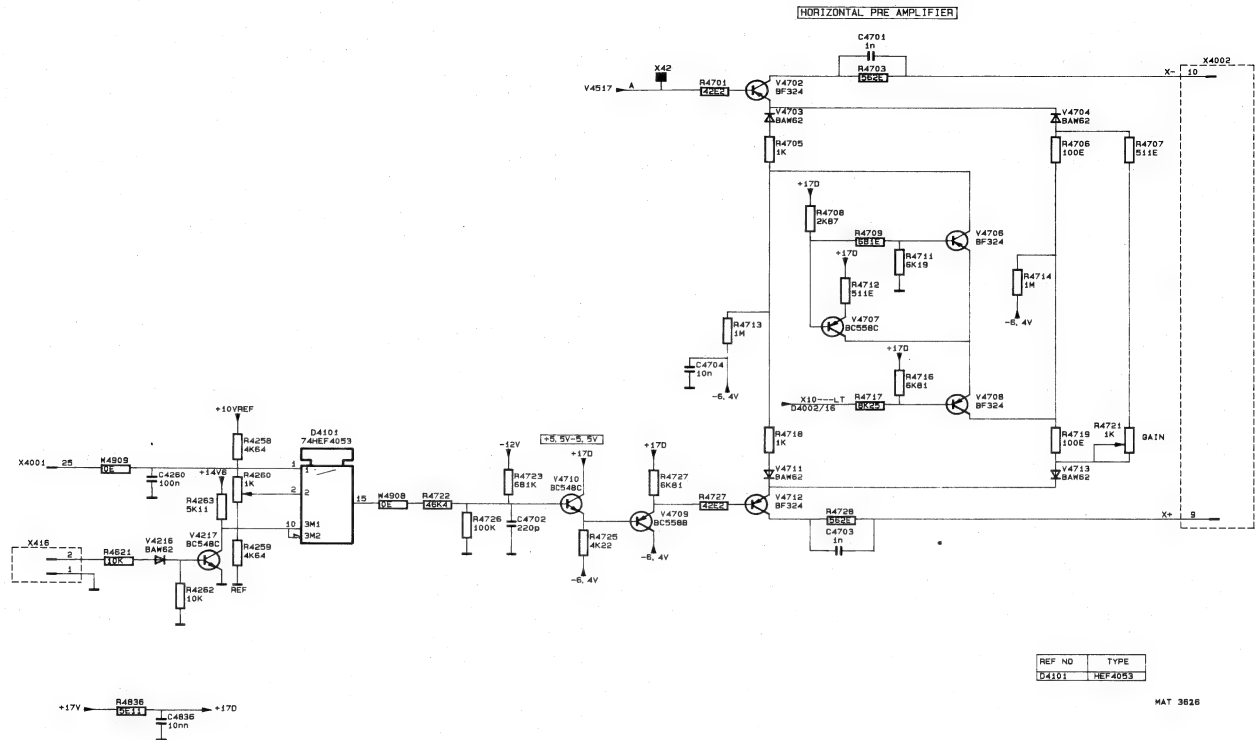 HORIZONTAL PRE AMPLIFIER
C4701
1n
X4002
X42
R4703
562E
X- 10
V4517 A
R4701
42E2
V4702
BF324
V4703
BAW62
V4704
BAW62
R4705
1K
R4706
100E
R4707
511E
+17D
R4708
2K87
R4709
681E
V4706
BF324
+17D
R4711
6K19
R4712
511E
R4714
1M
-6,4V
V4707
BC558C
R4713
1M
+17D
C4704
10n
-6,4V
R4716
6K81
X10---LT
D4002/16
R4717
8K25
V4708
BF324
+10VREF
D4101
74HEF4053
R4258
4K64
R4718
1K
R4719
100E
R4721
1K
GAIN
-12V
+5,5V-5,5V
+17D
+17D
X4001 25
W4909
0E
1
1
C4260
100n
+14V6
R4260
1K
2
2
R4263
5K11
R4723
681K
V4710
BC548C
R4727
6K81
V4711
BAW62
V4713
BAW62
15
W4908
0E
R4722
46K4
R4727
42E2
V4712
BF324
10 3M1
3M2
R4726
100K
C4702
220p
V4709
BC558B
R4728
562E
X+ 9
X416
V4217
BC548C
V4216
BAW62
R4621
10K
R4259
4K64
R4725
4K22
C4703
1n
2
1
-6,4V
-6,4V
R4262
10K
REF
REF NO TYPE
D4101 HEF4053
R4836
5E11
+17V +17D
C4836
10nn
MAT 3626